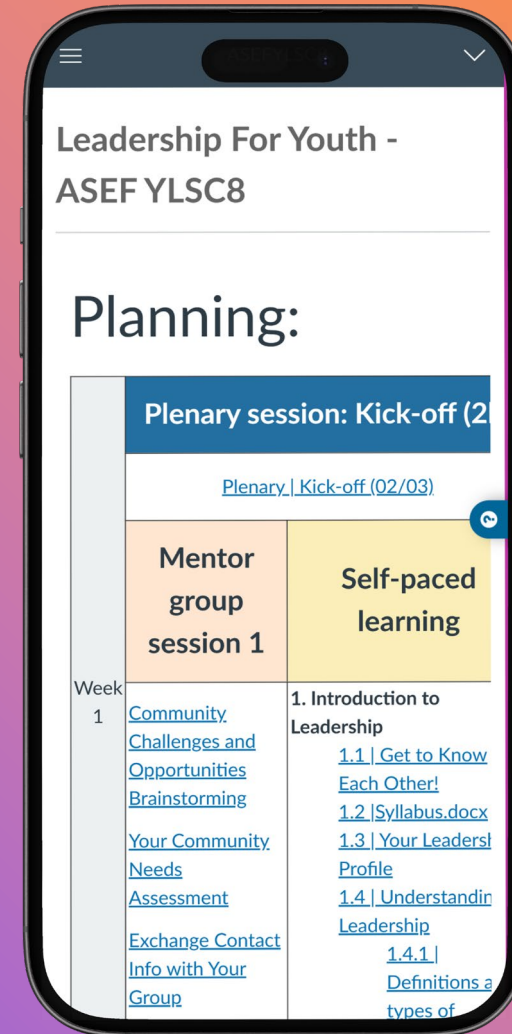 Leadership For Youth -
ASEF YLSC8
Planning:
Plenary session: Kick-off (2
Plenary | Kick-off (02/03)
Mentor
group
session 1
Self-paced
learning
Week
1
Community
Challenges and
Opportunities
Brainstorming
Your Community
Needs
Assessment
Exchange Contact
Info with Your
Group
1. Introduction to
Leadership
1.1 | Get to Know
Each Other!
1.2 |Syllabus.docx
1.3 | Your Leadersh
Profile
1.4 | Understandin
Leadership
1.4.1 |
Definitions a
types of